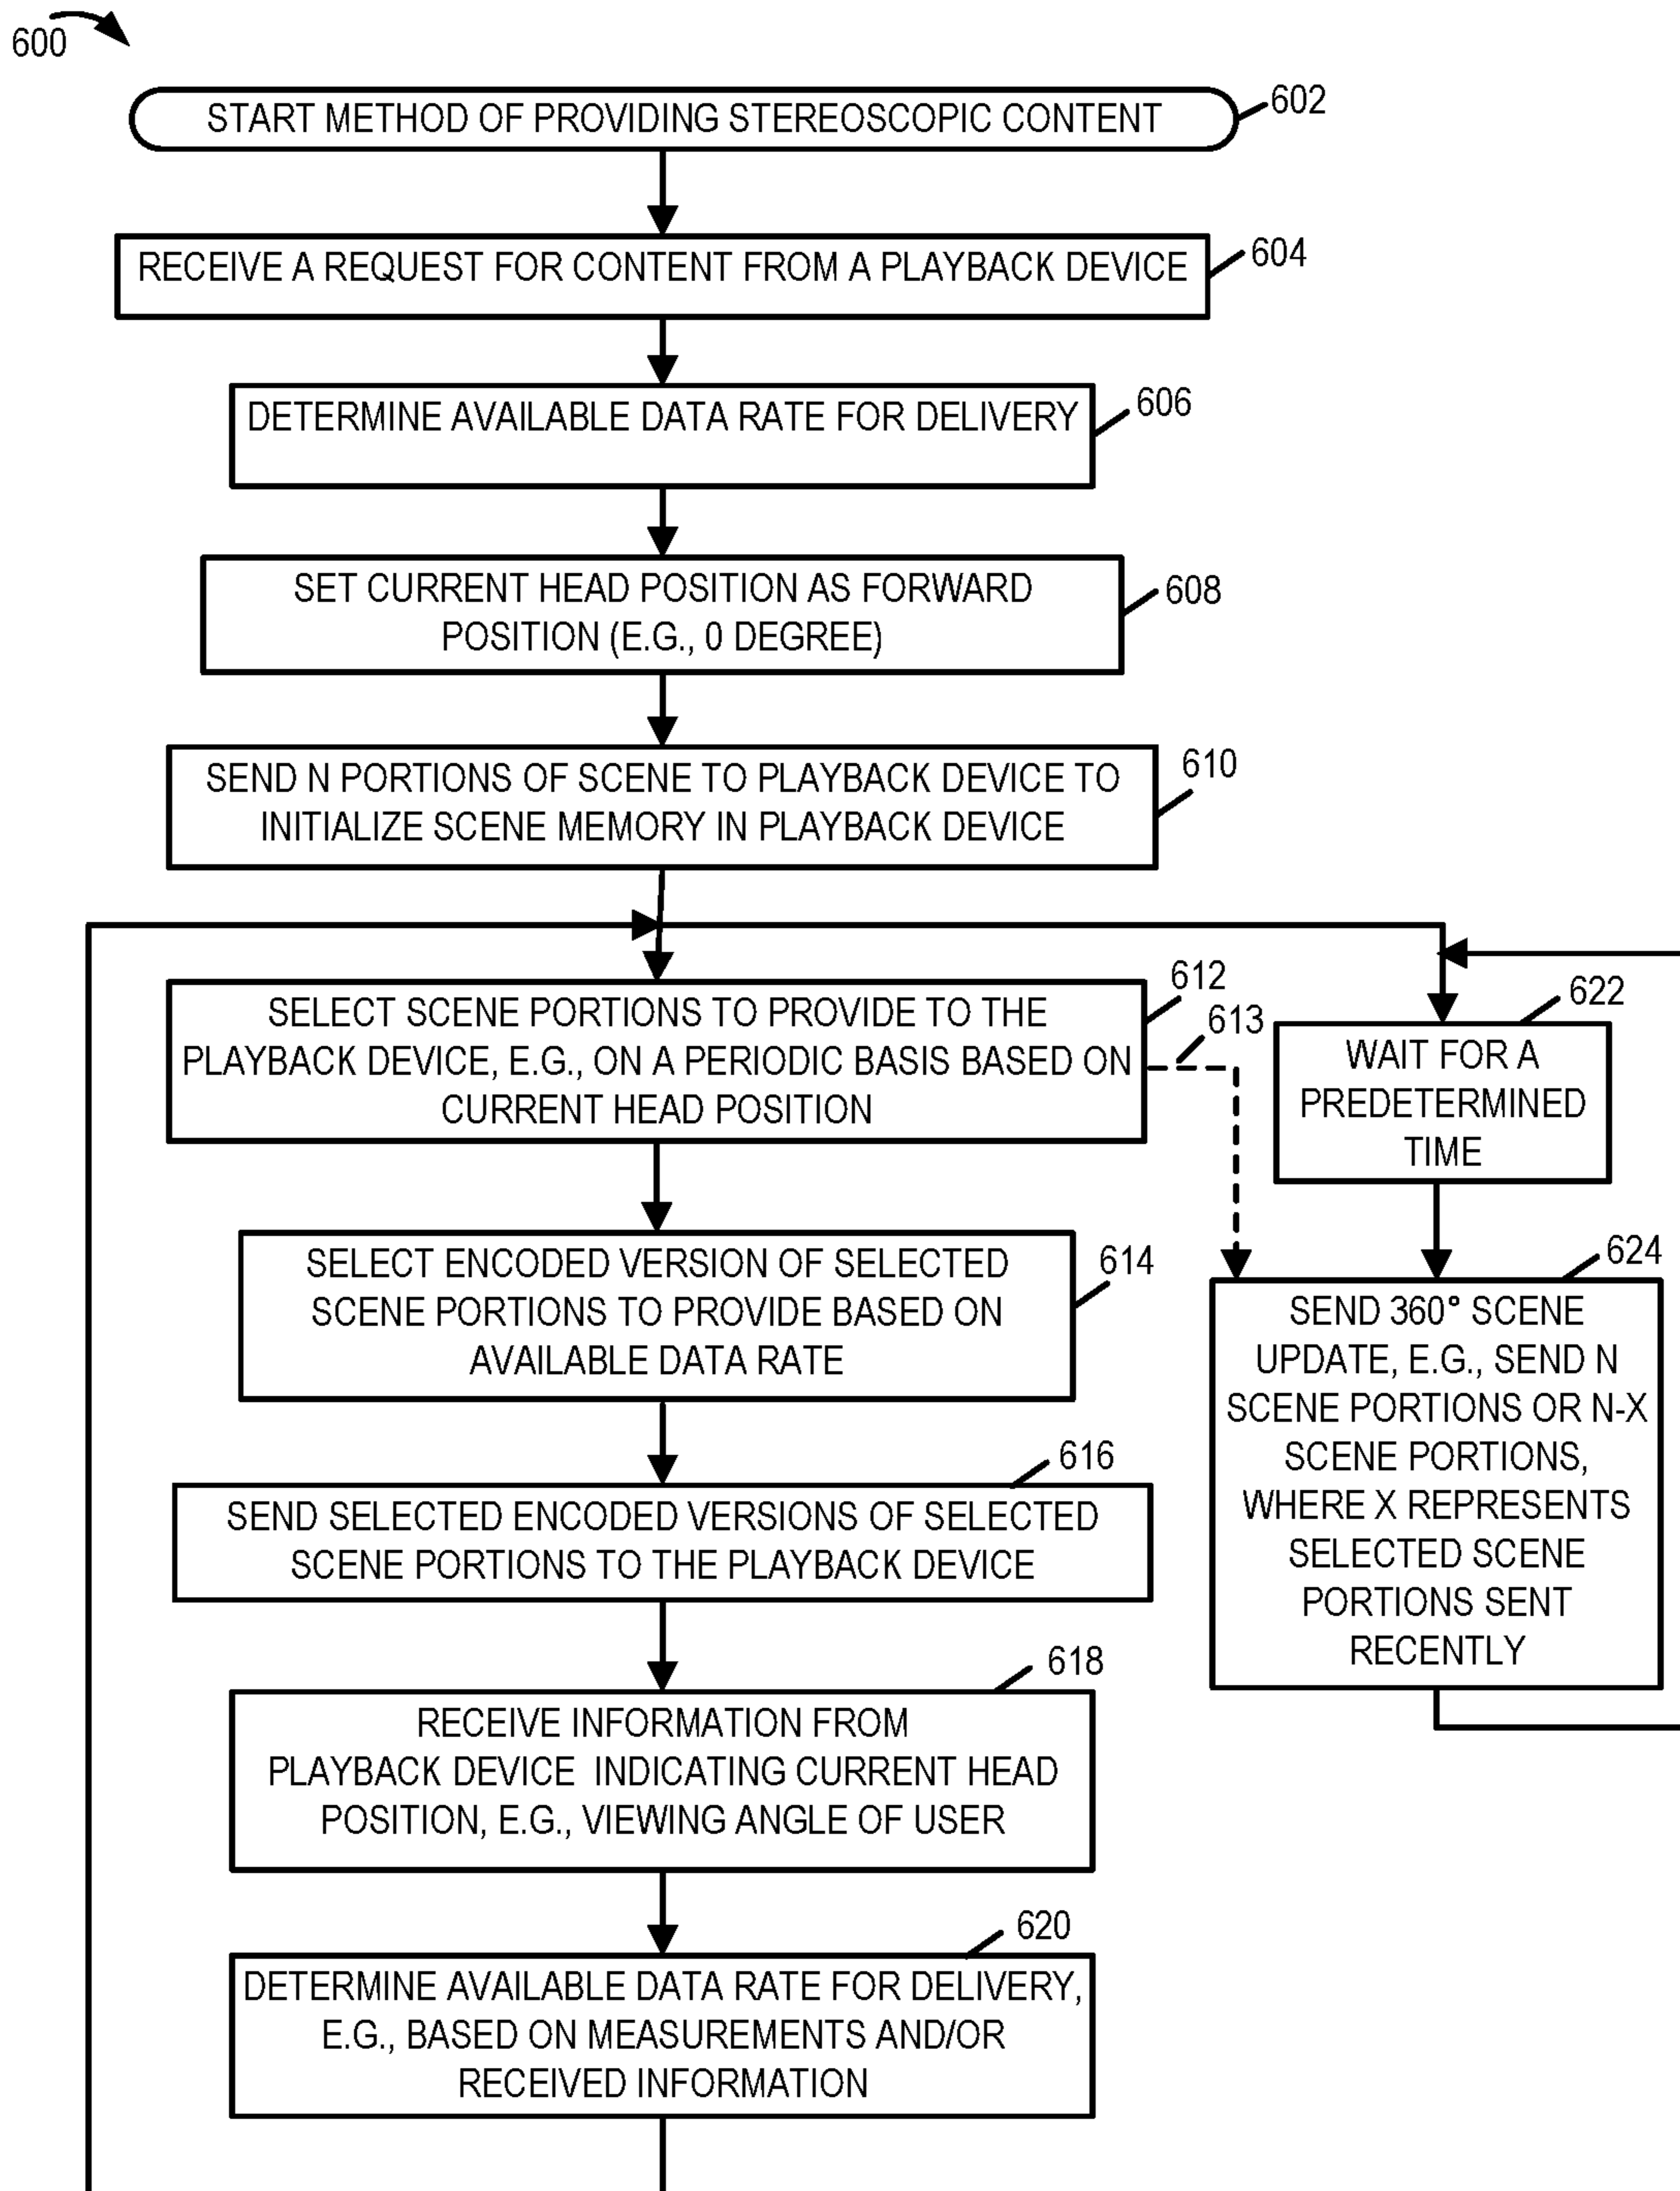 600
START METHOD OF PROVIDING STEREOSCOPIC CONTENT
602
RECEIVE A REQUEST FOR CONTENT FROM A PLAYBACK DEVICE
604
DETERMINE AVAILABLE DATA RATE FOR DELIVERY
606
SET CURRENT HEAD POSITION AS FORWARD
POSITION (E.G., 0 DEGREE)
608
SEND N PORTIONS OF SCENE TO PLAYBACK DEVICE TO
INITIALIZE SCENE MEMORY IN PLAYBACK DEVICE
610
SELECT SCENE PORTIONS TO PROVIDE TO THE
PLAYBACK DEVICE, E.G., ON A PERIODIC BASIS BASED ON
CURRENT HEAD POSITION
612
613
SELECT ENCODED VERSION OF SELECTED
SCENE PORTIONS TO PROVIDE BASED ON
AVAILABLE DATA RATE
614
SEND SELECTED ENCODED VERSIONS OF SELECTED
SCENE PORTIONS TO THE PLAYBACK DEVICE
616
RECEIVE INFORMATION FROM
PLAYBACK DEVICE INDICATING CURRENT HEAD
POSITION, E.G., VIEWING ANGLE OF USER
618
DETERMINE AVAILABLE DATA RATE FOR DELIVERY,
E.G., BASED ON MEASUREMENTS AND/OR
RECEIVED INFORMATION
620
WAIT FOR A
PREDETERMINED
TIME
622
SEND 360° SCENE
UPDATE, E.G., SEND N
SCENE PORTIONS OR N-X
SCENE PORTIONS,
WHERE X REPRESENTS
SELECTED SCENE
PORTIONS SENT
RECENTLY
624